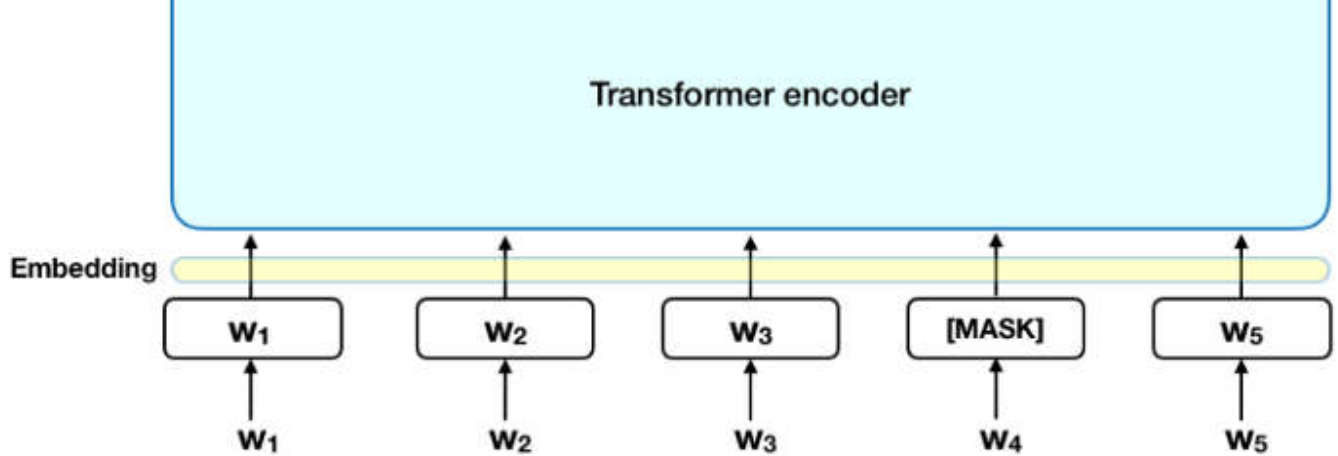 Transformer encoder
Embedding
W₁ W₂ W₃ [MASK] W₅
W₁ W₂ W₃ W₄ W₅